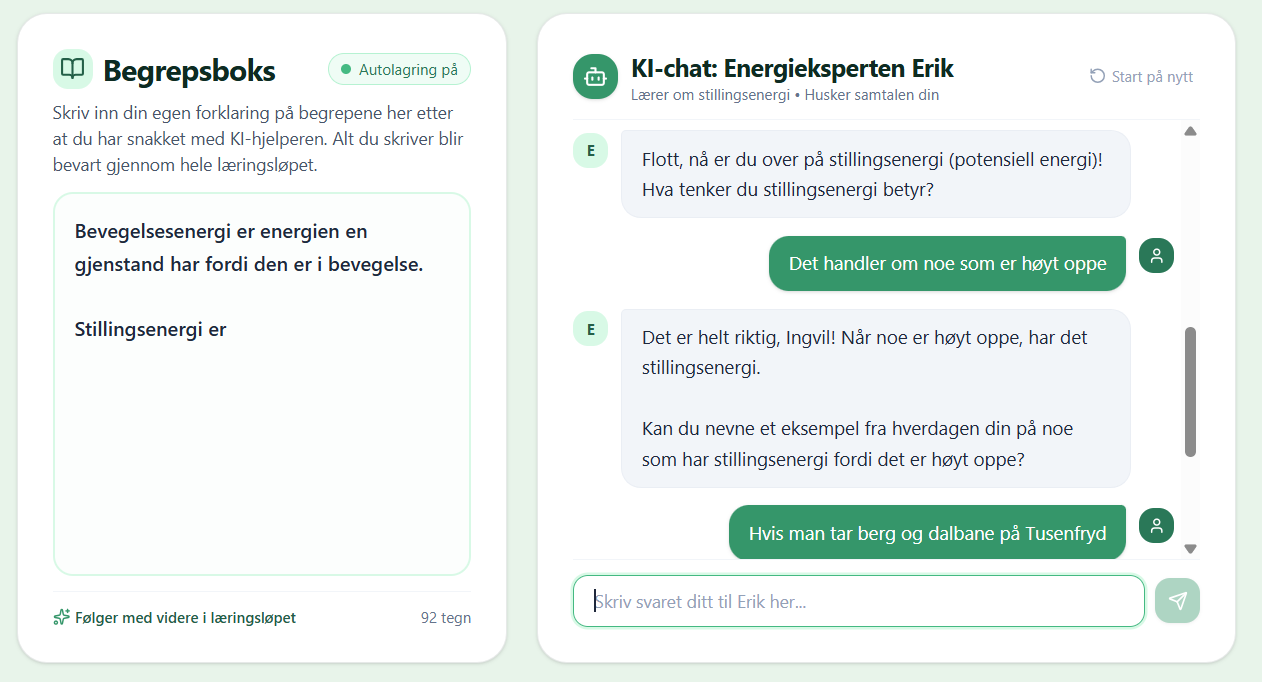 Begrepsboks
Autolagring på
Skriv inn din egen forklaring på begrepene her etter
at du har snakket med KI-hjelperen. Alt du skriver blir
bevart gjennom hele læringsløpet.
Bevegelsesenergi er energien en
gjenstand har fordi den er i bevegelse.
Stillingsenergi er
Følger med videre i læringsløpet
92 tegn
KI-chat: Energieksperten Erik
Lærer om stillingsenergi • Husker samtalen din
Start på nytt
E
Flott, nå er du over på stillingsenergi (potensiell energi)!
Hva tenker du stillingsenergi betyr?
Det handler om noe som er høyt oppe
E
Det er helt riktig, Ingvil! Når noe er høyt oppe, har det
stillingsenergi.
Kan du nevne et eksempel fra hverdagen din på noe
som har stillingsenergi fordi det er høyt oppe?
Hvis man tar berg og dalbane på Tusenfryd
Skriv svaret ditt til Erik her...